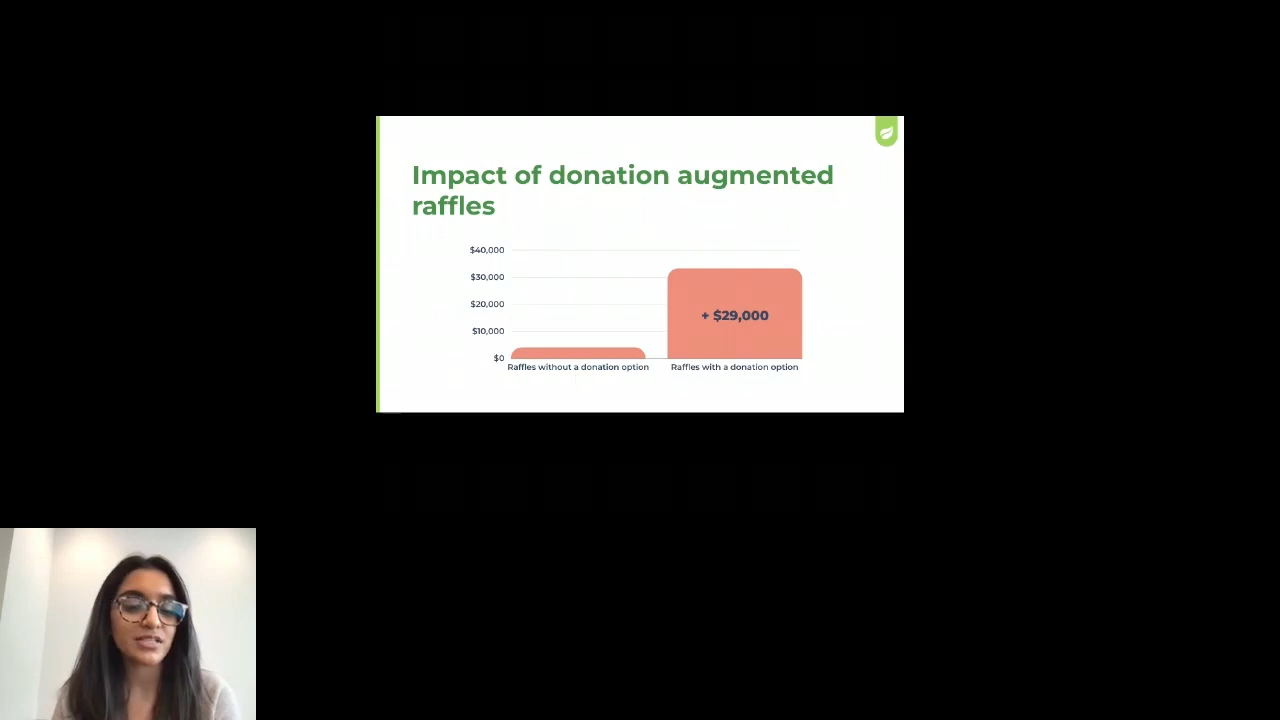 Impact of donation augmented
raffles
$40,000
$30,000
$20,000
$10,000
$0
+ $29,000
Raffles without a donation option
Raffles with a donation option